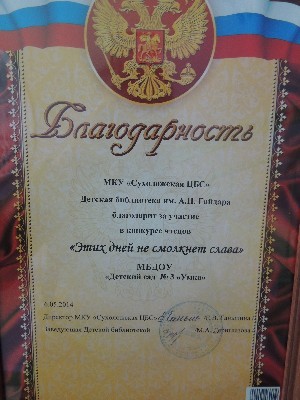 Благодарность
МКУ «Сухоложская ЦБС»
Детская библиотека им. А.П. Гайдара
благодарит за участие
в конкурсе чтецов
«Этих дней не смолкнет слава»
МБДОУ
«Детский сад № 3 «Умка»
.05.2014
Директор МКУ «Сухоложская ЦБС»
Заведующая Детской библиотекой М.А.